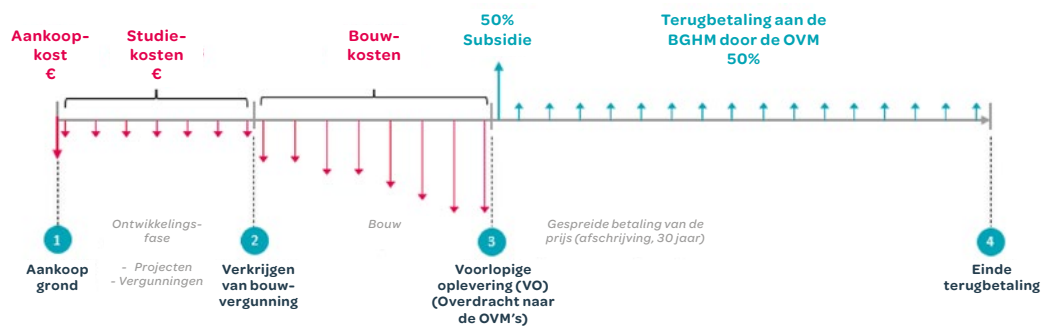 Aankoop-
kost
€
Studie-
kosten
€
Bouw-
kosten
50%
Subsidie
Terugbetaling aan de
BGHM door de OVM
50%
Ontwikkelings-
fase
- Projecten
- Vergunningen
Bouw
Gespreide betaling van de
prijs (afschrijving, 30 jaar)
1
Aankoop
grond
2
Verkrijgen
van bouw-
vergunning
3
Voorlopige
oplevering (VO)
(Overdracht naar
de OVM's)
4
Einde
terugbetaling